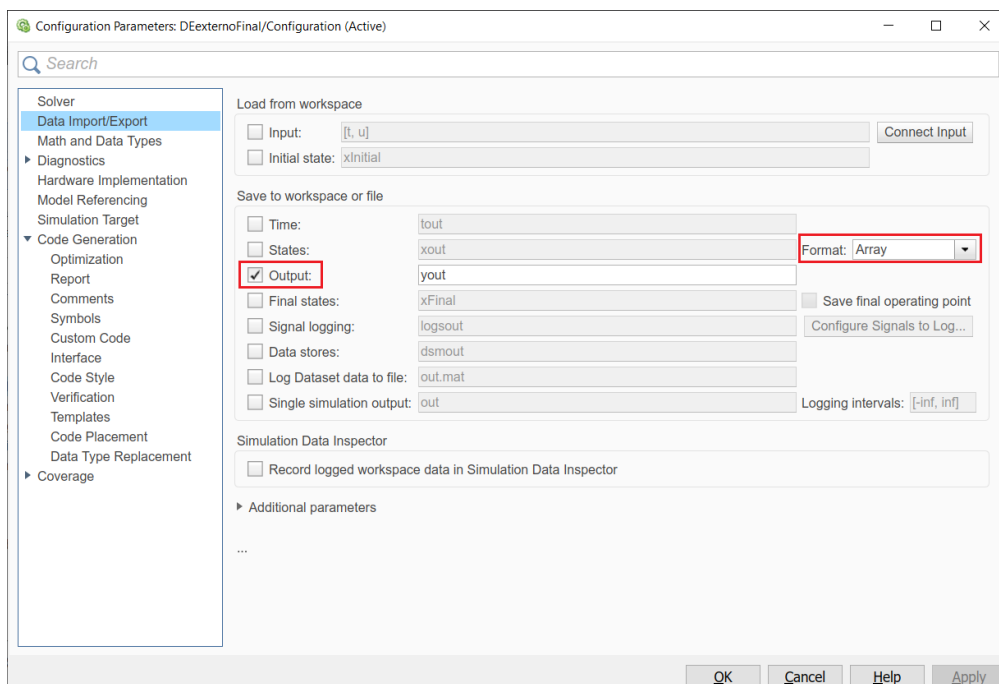 Configuration Parameters: DEexternoFinal/Configuration (Active)
Search
Solver
Data Import/Export
Math and Data Types
Diagnostics
Hardware Implementation
Model Referencing
Simulation Target
Code Generation
Optimization
Report
Comments
Symbols
Custom Code
Interface
Code Style
Verification
Templates
Code Placement
Data Type Replacement
Coverage
Load from workspace
Input: [t, u] Connect Input
Initial state: xInitial
Save to workspace or file
Time: tout
States: xout Format: Array
Output: yout
Final states: xFinal Save final operating point
Signal logging: logsout Configure Signals to Log...
Data stores: dsmout
Log Dataset data to file: out.mat
Single simulation output: out Logging intervals: [-inf, inf]
Simulation Data Inspector
Record logged workspace data in Simulation Data Inspector
Additional parameters
...
OK Cancel Help Apply